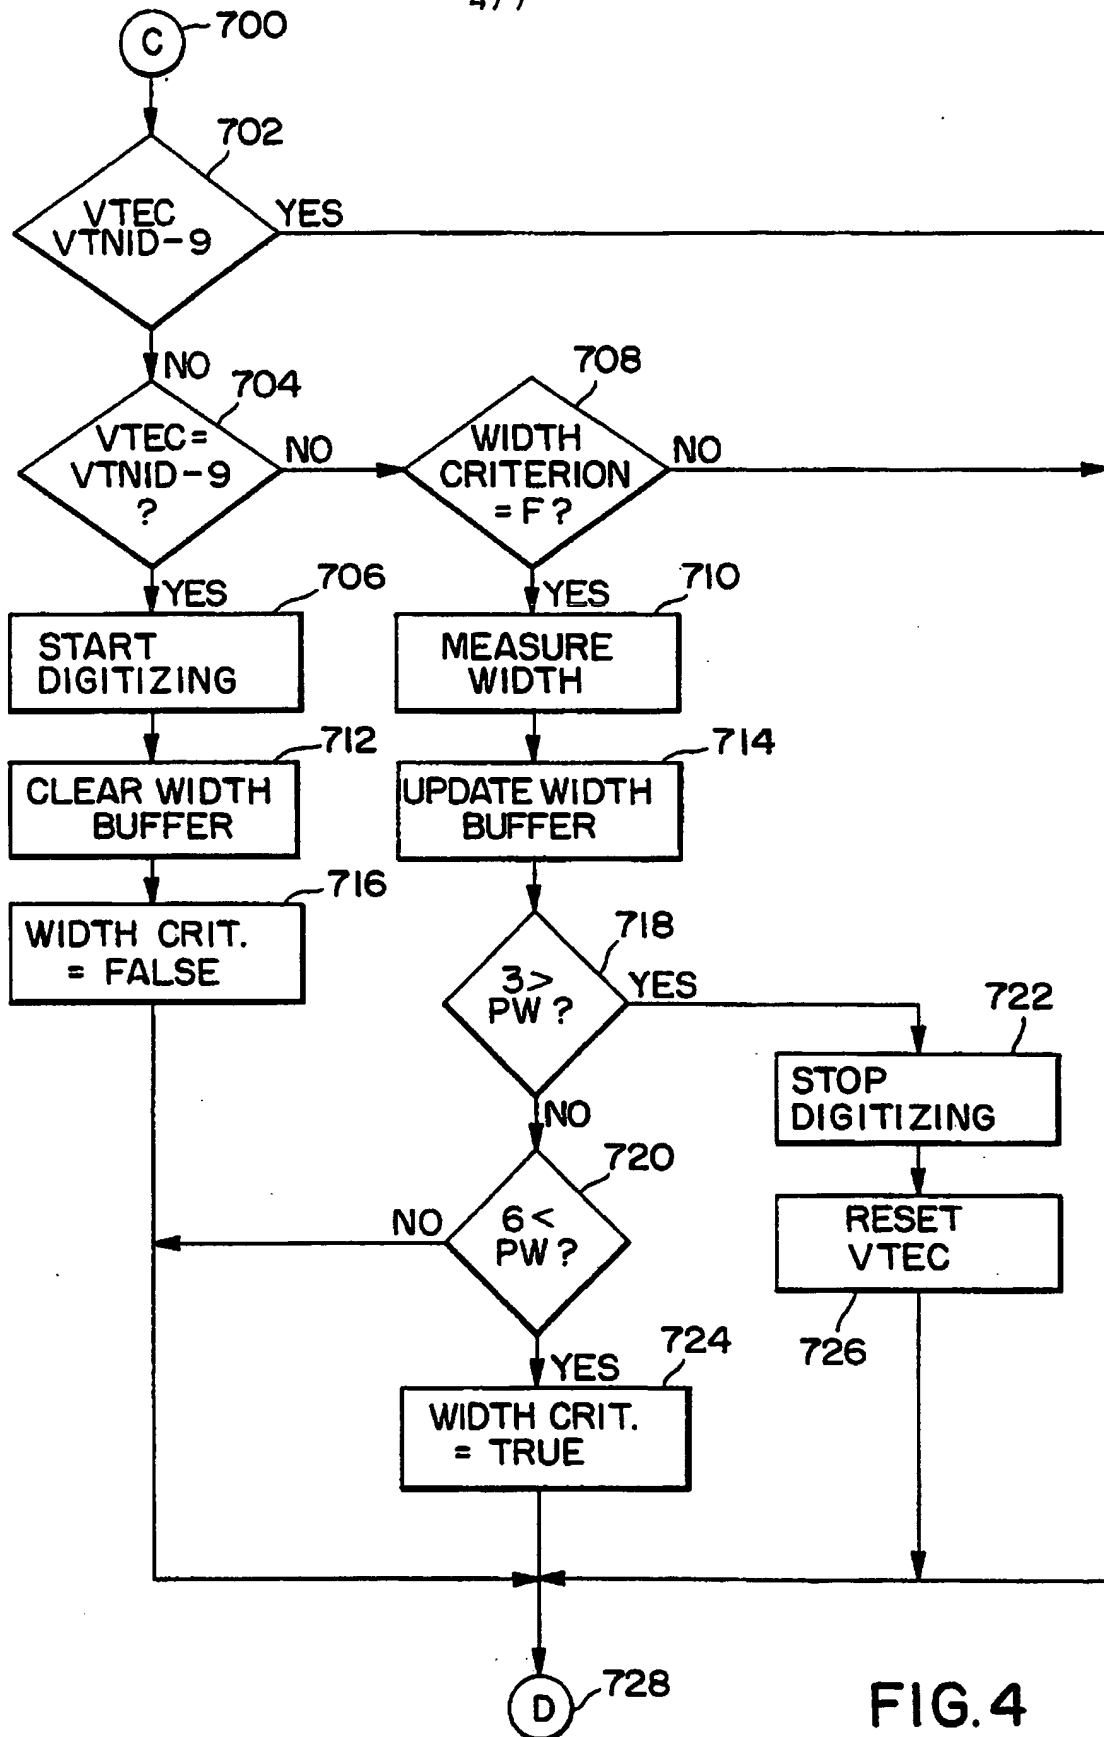 4/7
C
700
702
VTEC
VTNID-9
YES
NO
704
VTEC=
VTNID-9
?
NO
708
WIDTH
CRITERION
= F ?
NO
YES
706
START
DIGITIZING
YES
710
MEASURE
WIDTH
712
CLEAR WIDTH
BUFFER
714
UPDATE WIDTH
BUFFER
716
WIDTH CRIT.
= FALSE
718
3>
PW ?
YES
722
STOP
DIGITIZING
NO
720
6<
PW ?
NO
RESET
VTEC
726
YES
724
WIDTH CRIT.
= TRUE
D
728
FIG. 4